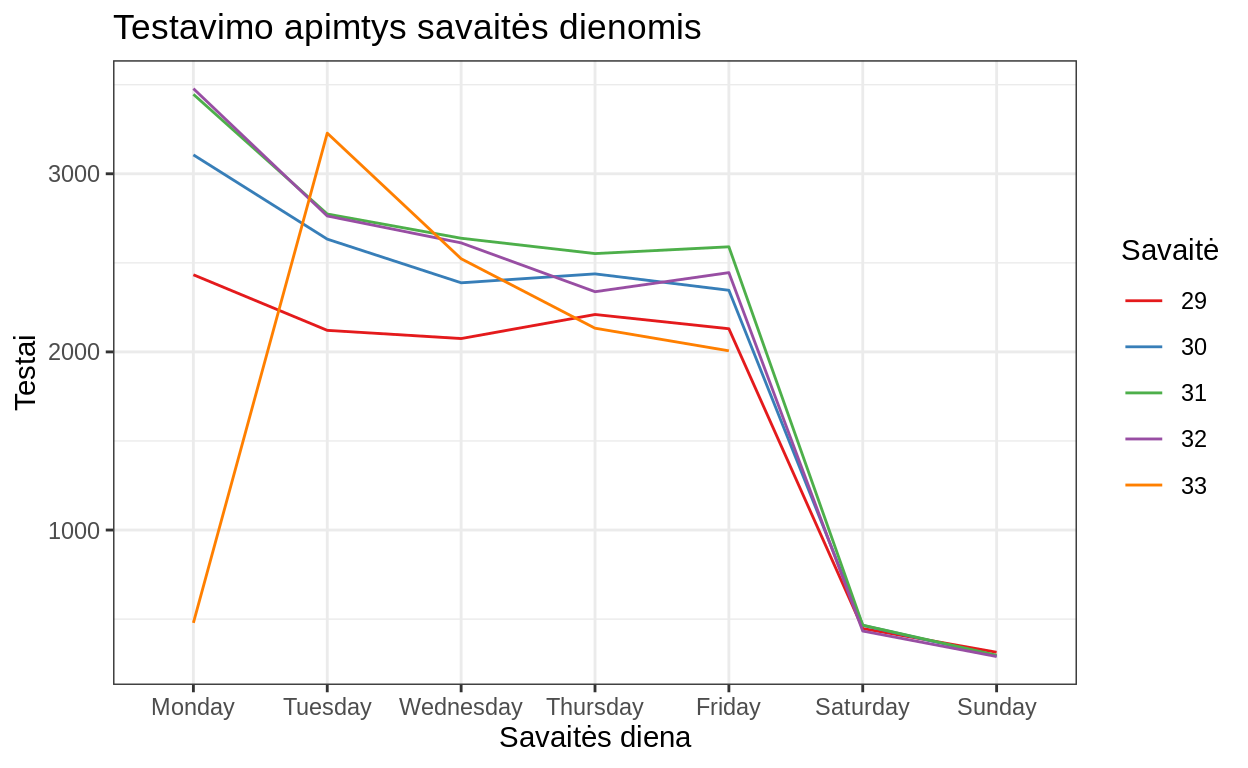 Testavimo apimtys savaitės dienomis
Testai
3000
2000
1000
Monday Tuesday Wednesday Thursday Friday Saturday Sunday
Savaitės diena
Savaitė
29
30
31
32
33